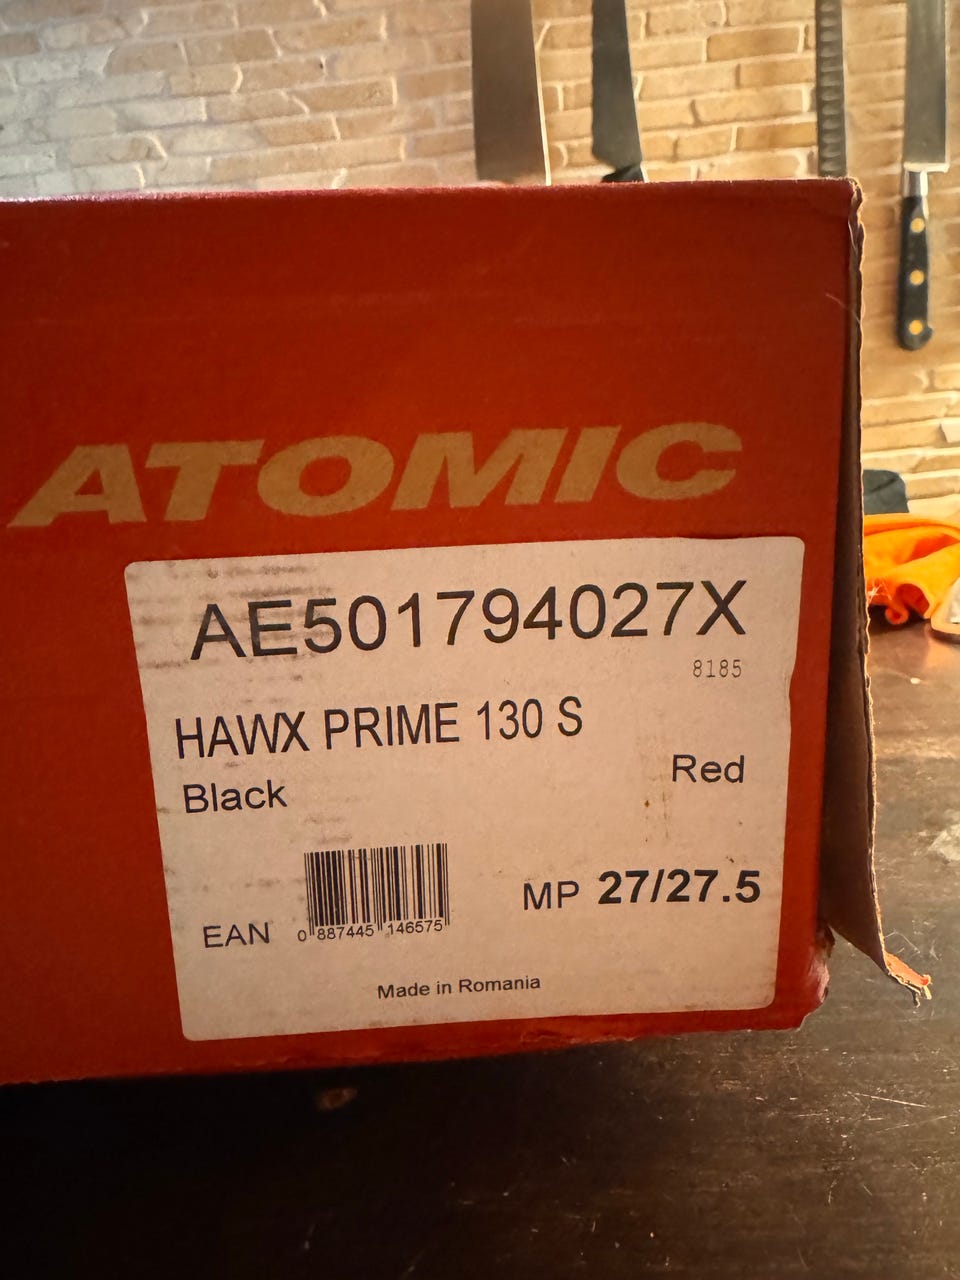 ATOMIC
AE501794027X
8185
HAWX PRIME 130 S
Black Red
EAN 0 887445 146575
MP 27/27.5
Made in Romania